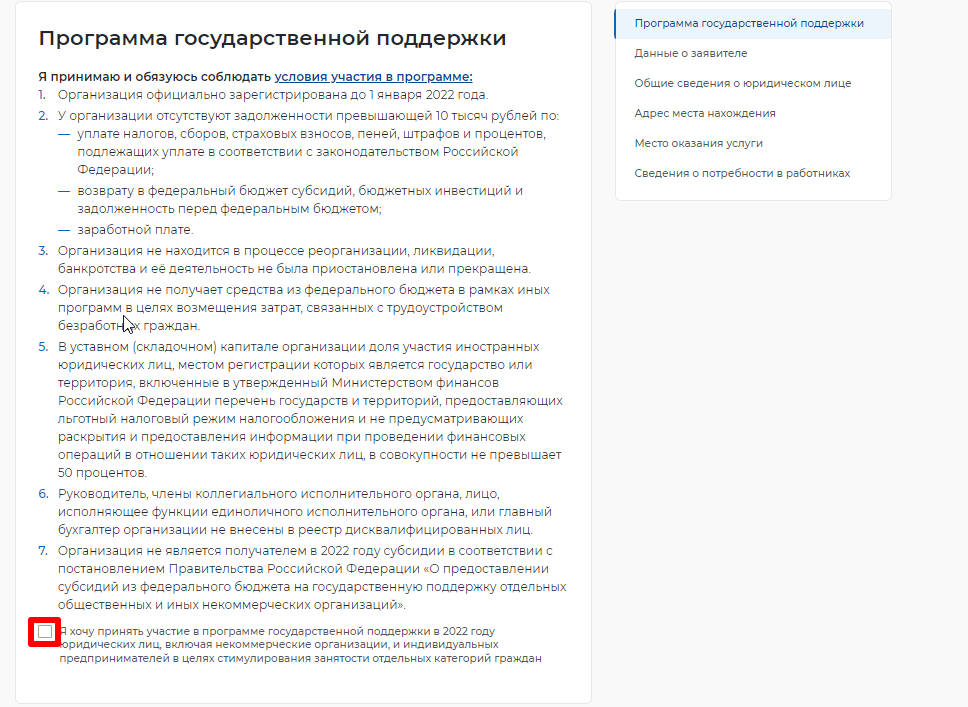 Программа государственной поддержки
Я принимаю и обязуюсь соблюдать условия участия в программе:
1. Организация официально зарегистрирована до 1 января 2022 года.
2. У организации отсутствуют задолженности превышающей 10 тысяч рублей по:
— уплате налогов, сборов, страховых взносов, пеней, штрафов и процентов,
подлежащих уплате в соответствии с законодательством Российской
Федерации;
— возврату в федеральный бюджет субсидий, бюджетных инвестиций и
задолженность перед федеральным бюджетом;
— заработной плате.
3. Организация не находится в процессе реорганизации, ликвидации,
банкротства и её деятельность не была приостановлена или прекращена.
4. Организация не получает средства из федерального бюджета в рамках иных
программ в целях возмещения затрат, связанных с трудоустройством
безработных граждан.
5. В уставном (складочном) капитале организации доля участия иностранных
юридических лиц, местом регистрации которых является государство или
территория, включенные в утвержденный Министерством финансов
Российской Федерации перечень государств и территорий, предоставляющих
льготный налоговый режим налогообложения и не предусматривающих
раскрытия и предоставления информации при проведении финансовых
операций в отношении таких юридических лиц, в совокупности не превышает
50 процентов.
6. Руководитель, члены коллегиального исполнительного органа, лицо,
исполняющее функции единоличного исполнительного органа, или главный
бухгалтер организации не внесены в реестр дисквалифицированных лиц.
7. Организация не является получателем в 2022 году субсидии в соответствии с
постановлением Правительства Российской Федерации «О предоставлении
субсидий из федерального бюджета на государственную поддержку отдельных
общественных и иных некоммерческих организаций».
Я хочу принять участие в программе государственной поддержки в 2022 году
юридических лиц, включая некоммерческие организации, и индивидуальных
предпринимателей в целях стимулирования занятости отдельных категорий граждан
Программа государственной поддержки
Данные о заявителе
Общие сведения о юридическом лице
Адрес места нахождения
Место оказания услуги
Сведения о потребности в работниках